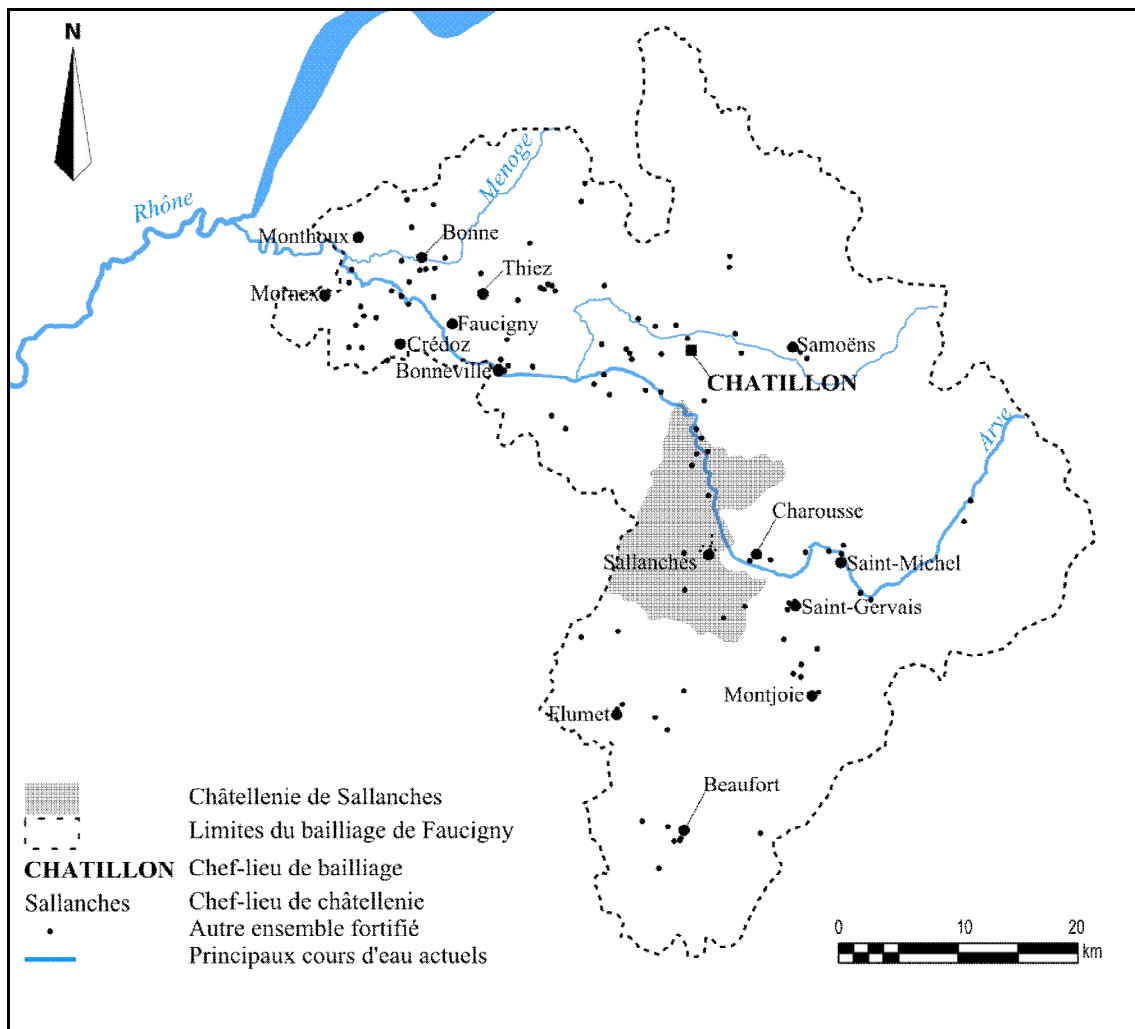 N
Rhône
Menoge
Monthoux
Bonne
Thiez
Mornex
Faucigny
Crédoz
Bonneville
Samoëns
CHATILLON
Arve
Charousse
Sallanches
Saint-Michel
Saint-Gervais
Montjoie
Flumet
Beaufort
Châtellenie de Sallanches
Limites du bailliage de Faucigny
CHATILLON Chef-lieu de bailliage
Sallanches Chef-lieu de châtellenie
Autre ensemble fortifié
Principaux cours d'eau actuels
0 10 20
km